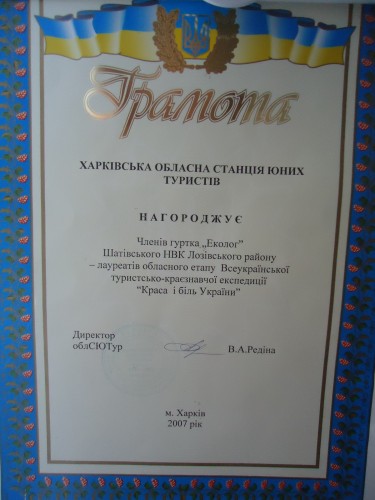 Грамота
ХАРКІВСЬКА ОБЛАСНА СТАНЦІЯ ЮНИХ
ТУРИСТІВ
НАГОРОДЖУЄ
Членів гуртка „Еколог”
Шатівського НВК Лозівського району
– лауреатів обласного етапу Всеукраїнської
туристсько-краєзнавчої експедиції
“Краса і біль України”
Директор
облСЮТур В.А.Редіна
м. Харків
2007 рік